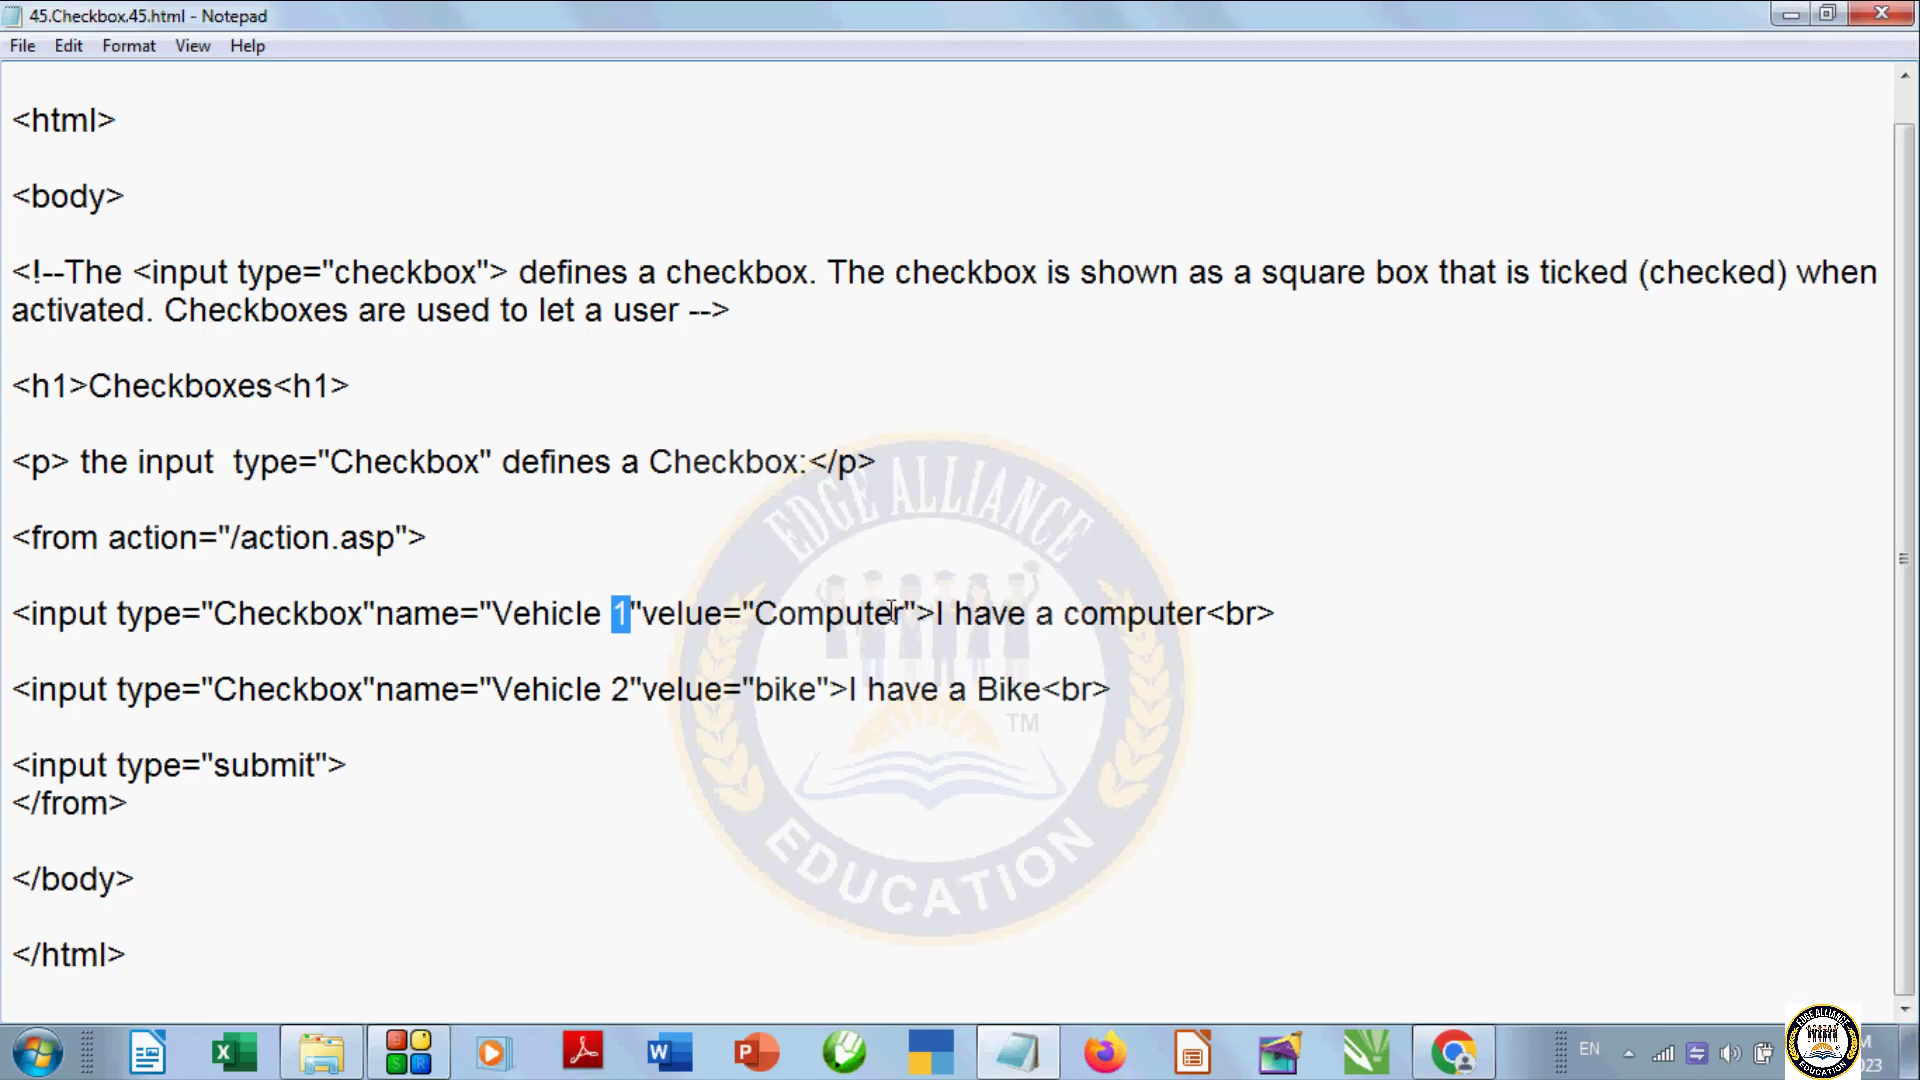 45.Checkbox.45.html - Notepad
File Edit Format View Help
<html>
<body>
<!--The <input type="checkbox"> defines a checkbox. The checkbox is shown as a square box that is ticked (checked) when
activated. Checkboxes are used to let a user -->
<h1>Checkboxes<h1>
<p> the input  type="Checkbox" defines a Checkbox:</p>
<from action="/action.asp">
<input type="Checkbox"name="Vehicle 1"velue="Computer">I have a computer<br>
<input type="Checkbox"name="Vehicle 2"velue="bike">I have a Bike<br>
<input type="submit">
</from>
</body>
</html>
EDGE ALLIANCE
TM
EDUCATION
EN
M
023
EDGE ALLIANCE
EDUCATION